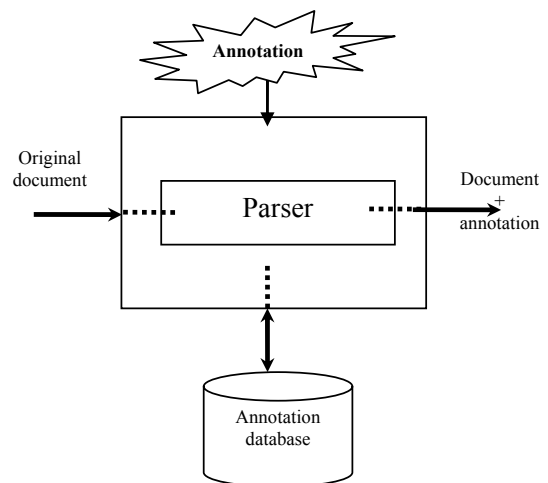 Annotation
Original
document
Parser
Document
+
annotation
Annotation
database